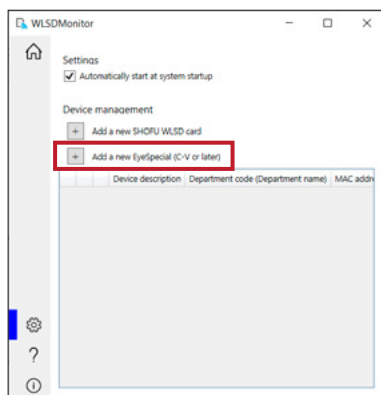 WLSDMonitor
Settings
Automatically start at system startup
Device management
+ Add a new SHOFU WLSD card
+ Add a new EyeSpecial (C-V or later)
Device description Department code (Department name) MAC addre
?